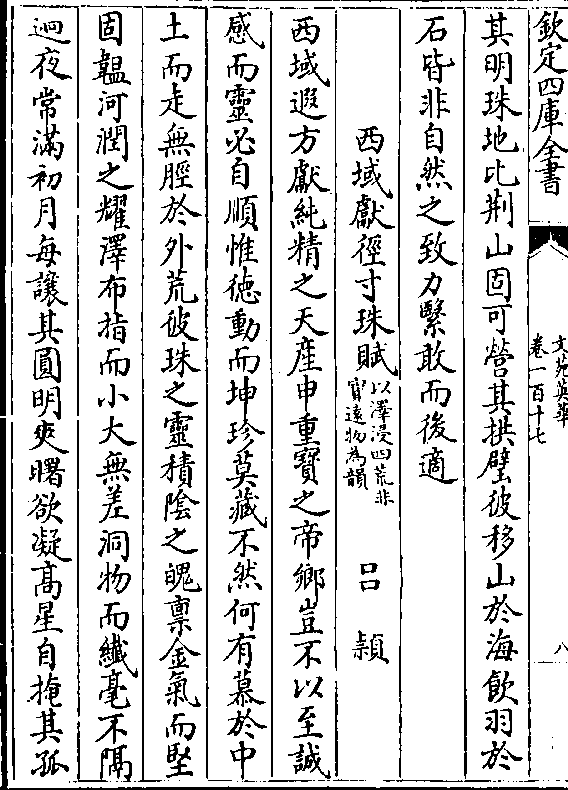 欽定四庫全書
文苑英華
卷一百十七
八
其明珠地比荆山固可營其拱璧彼移山於海飲羽於
石皆非自然之致力繄敢而後適
西域獻徑寸珠賦
以澤浸四荒非
寳遠物為韻
吕頴
西域遐方獻純精之天産申重寶之帝鄉豈不以至誠
感而靈必自順惟徳動而坤珍莫藏不然何有慕於中
土而走無脛於外荒彼珠之靈積陰之魄禀金氣而堅
固韞河潤之耀澤布指而小大無差洞物而纎毫不隔
迥夜常滿初月每讓其圓明爽曙欲凝髙星自掩其孤